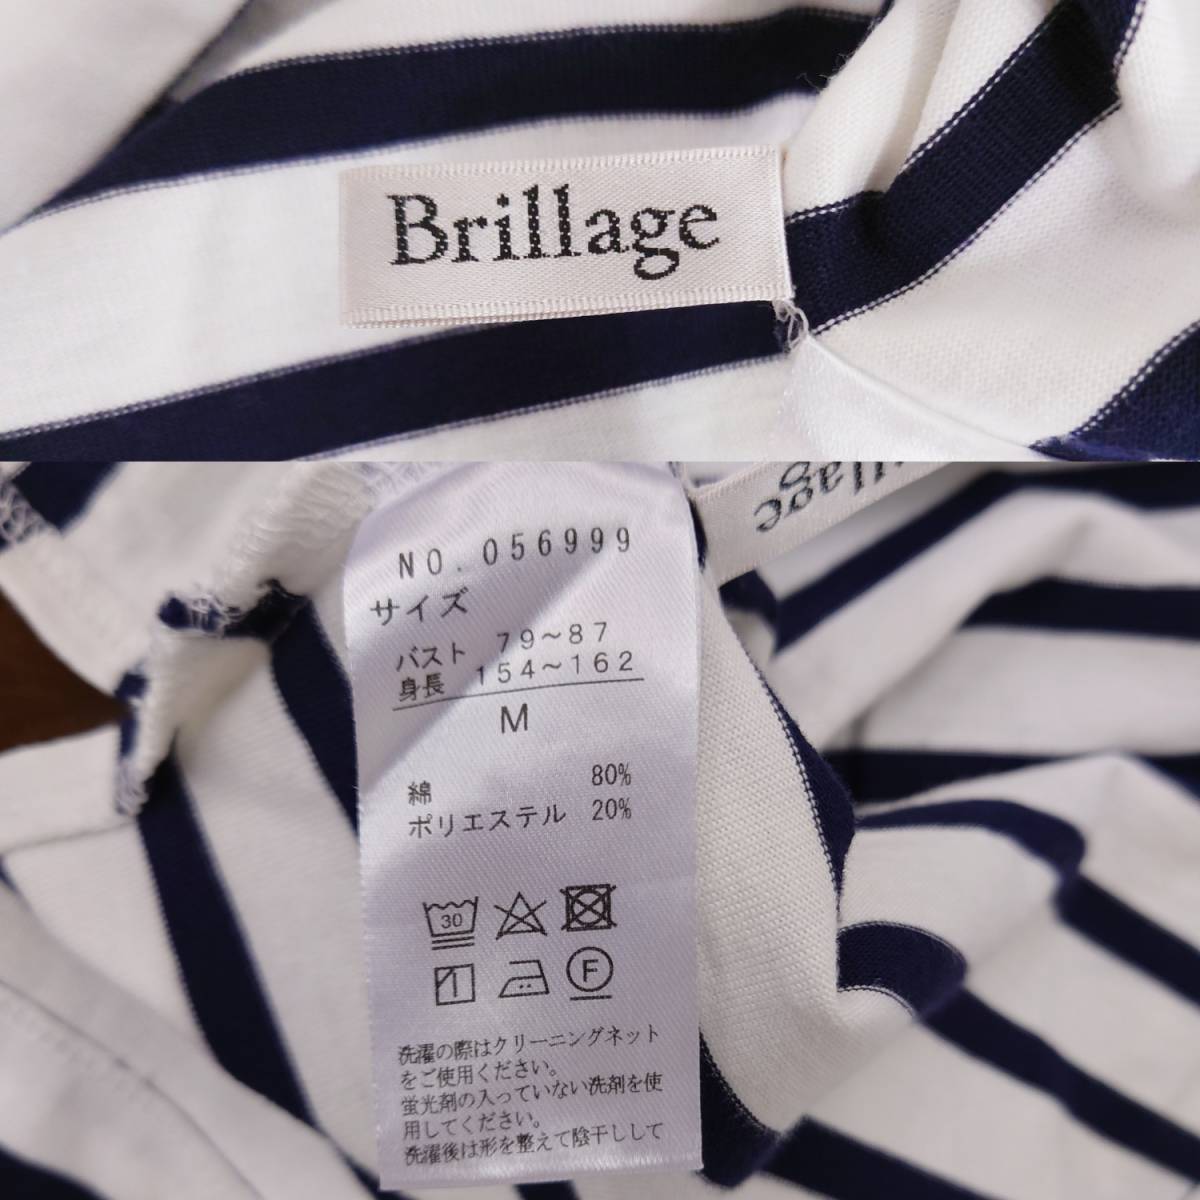 Brillage
llage
NO.056999
サイズ
バスト 79～87
身長 154～162
M
綿 80%
ポリエステル 20%
30
F
洗濯の際はクリーニングネット
をご使用ください。
蛍光剤の入っていない洗剤を使
用してください。
洗濯後は形を整えて陰干しして